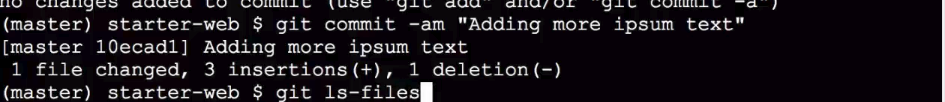 no changes added to commit (use "git add" and/or "git commit -a")
(master) starter-web $ git commit -am "Adding more ipsum text"
[master 10ecad1] Adding more ipsum text
 1 file changed, 3 insertions(+), 1 deletion(-)
(master) starter-web $ git ls-files